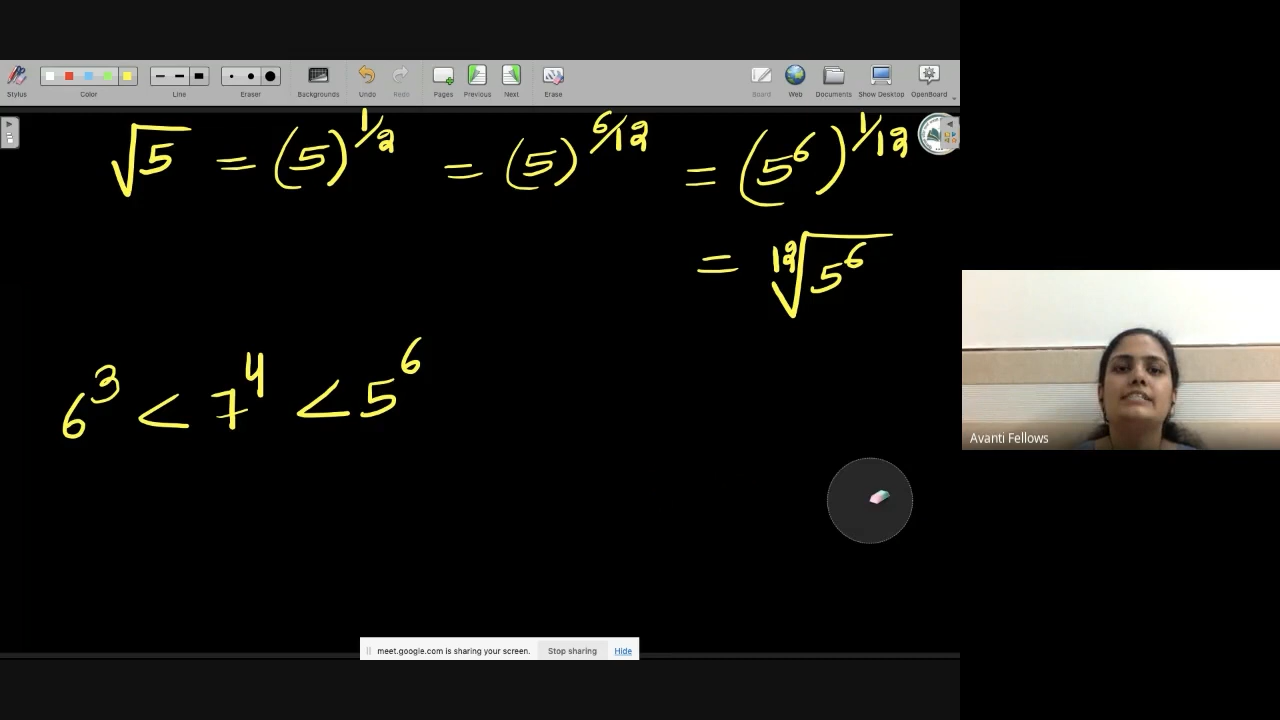 Stylus Color Line Eraser Backgrounds Undo Redo Pages Previous Next Erase Board Web Documents Show Desktop OpenBoard
√5 = (5)^1/2 = (5)^6/12 = (5^6)^1/12
= ¹²√5^6
6^3 < 7^4 < 5^6
Avanti Fellows
meet.google.com is sharing your screen. Stop sharing Hide